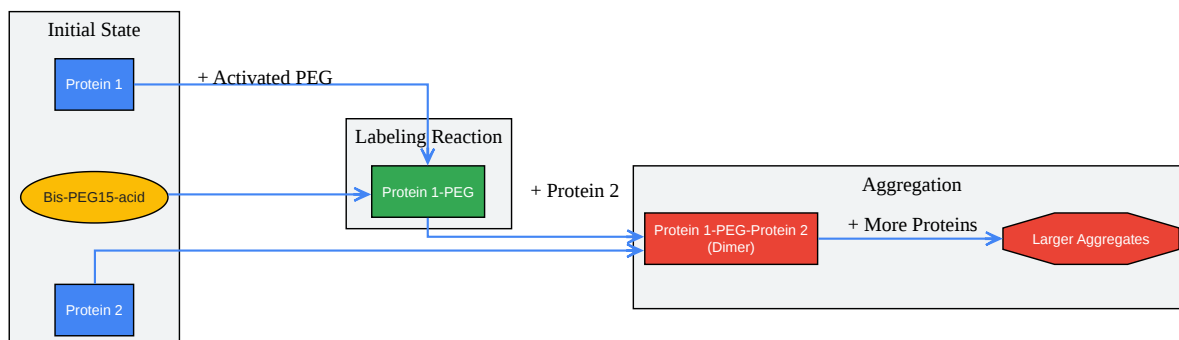 Initial State
Protein 1
+ Activated PEG
Labeling Reaction
Bis-PEG15-acid
Protein 1-PEG
+ Protein 2
Aggregation
Protein 1-PEG-Protein 2
(Dimer)
+ More Proteins
Larger Aggregates
Protein 2